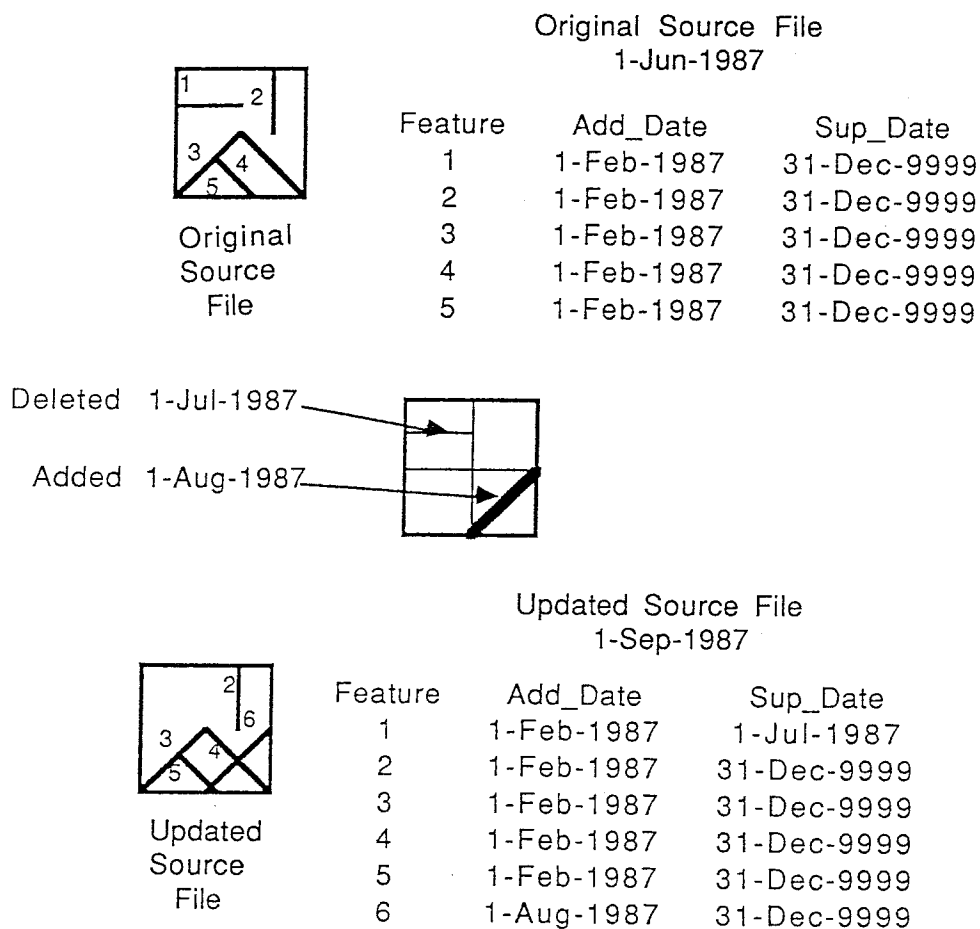 Original Source File
1-Jun-1987
1
2
3
4
5
Original
Source
File
Feature Add_Date Sup_Date
1 1-Feb-1987 31-Dec-9999
2 1-Feb-1987 31-Dec-9999
3 1-Feb-1987 31-Dec-9999
4 1-Feb-1987 31-Dec-9999
5 1-Feb-1987 31-Dec-9999
Deleted 1-Jul-1987
Added 1-Aug-1987
Updated Source File
1-Sep-1987
2
6
3
4
5
Updated
Source
File
Feature Add_Date Sup_Date
1 1-Feb-1987 1-Jul-1987
2 1-Feb-1987 31-Dec-9999
3 1-Feb-1987 31-Dec-9999
4 1-Feb-1987 31-Dec-9999
5 1-Feb-1987 31-Dec-9999
6 1-Aug-1987 31-Dec-9999